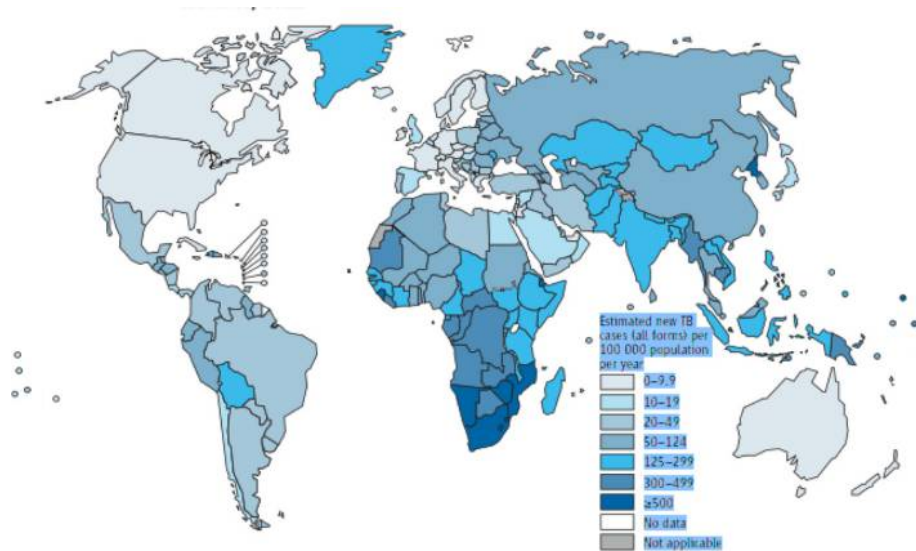 Estimated new TB
cases (all forms) per
100 000 population
per year
0–9.9
10–19
20–49
50–124
125–299
300–499
≥500
No data
Not applicable